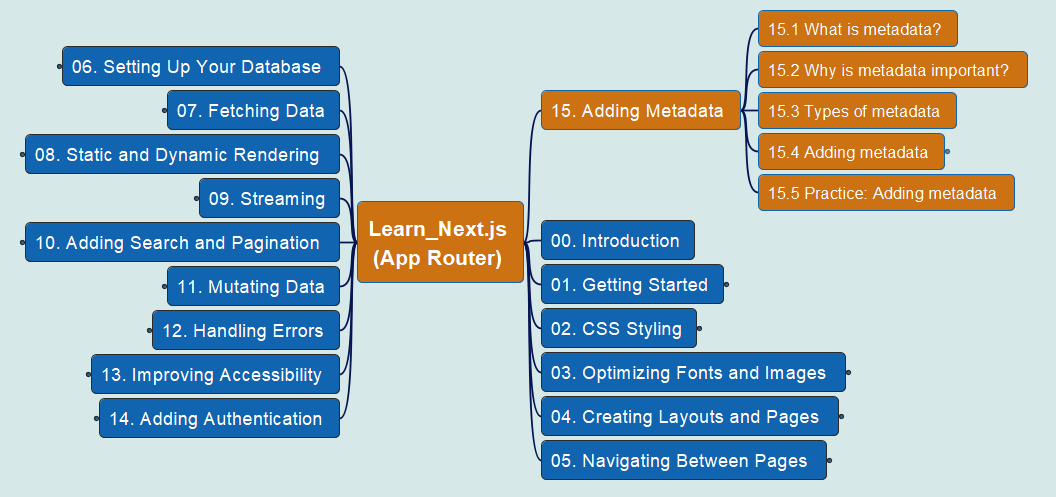 Learn_Next.js
(App Router)
15. Adding Metadata
15.1 What is metadata?
15.2 Why is metadata important?
15.3 Types of metadata
15.4 Adding metadata
15.5 Practice: Adding metadata
00. Introduction
01. Getting Started
02. CSS Styling
03. Optimizing Fonts and Images
04. Creating Layouts and Pages
05. Navigating Between Pages
06. Setting Up Your Database
07. Fetching Data
08. Static and Dynamic Rendering
09. Streaming
10. Adding Search and Pagination
11. Mutating Data
12. Handling Errors
13. Improving Accessibility
14. Adding Authentication